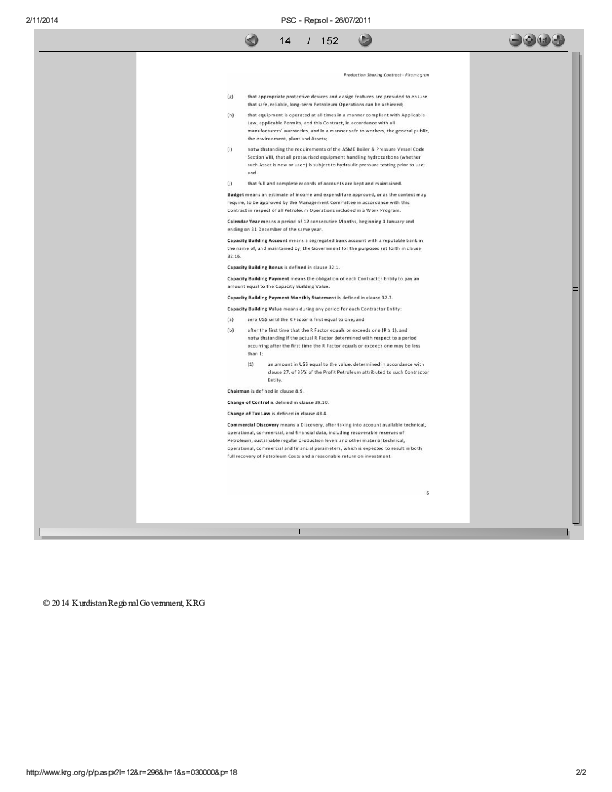 2/11/2014 PSC - Repsol - 26/07/2011
14 / 152
Production Sharing Contract - Piramagrun
(g) that appropriate protective devices and design features are provided to ensure
that safe, reliable, long-term Petroleum Operations can be achieved;
(h) that equipment is operated at all times in a manner compliant with Applicable
Law, applicable Permits, and this Contract, in accordance with all
manufacturers' warranties, and in a manner safe to workers, the general public,
the environment, plant and Assets;
(i) notwithstanding the requirements of the ASME Boiler & Pressure Vessel Code
Section VIII, that all pressurised equipment handling hydrocarbons (whether
such Asset is new or used) is subject to hydraulic pressure testing prior to use;
and
(j) that full and complete records of accounts are kept and maintained.
Budget means an estimate of income and expenditure approved, or as the context may
require, to be approved by the Management Committee in accordance with this
Contract in respect of all Petroleum Operations included in a Work Program.
Calendar Year means a period of 12 consecutive Months, beginning 1 January and
ending on 31 December of the same year.
Capacity Building Account means a segregated bank account with a reputable bank in
the name of, and maintained by, the Government for the purposes set forth in clause
32.16.
Capacity Building Bonus is defined in clause 32.1.
Capacity Building Payment means the obligation of each Contractor Entity to pay an
amount equal to the Capacity Building Value.
Capacity Building Payment Monthly Statement is defined in clause 32.7.
Capacity Building Value means during any period for each Contractor Entity:
(a) zero US$ until the R Factor is first equal to one; and
(b) after the first time that the R Factor equals or exceeds one (R ≥ 1), and
notwithstanding if the actual R Factor determined with respect to a period
occurring after the first time the R Factor equals or exceeds one may be less
than 1:
(1) an amount in US$ equal to the value, determined in accordance with
clause 27, of of the Profit Petroleum attributed to such Contractor
Entity.
Chairman is defined in clause 8.5.
Change of Control is defined in clause 39.10.
Change of Tax Law is defined in clause
Commercial Discovery means a Discovery, after taking into account available technical,
operational, commercial, and financial data, including recoverable reserves of
Petroleum, sustainable regular production levels and other material technical,
operational, commercial and financial parameters, which is expected to result in both
full recovery of Petroleum Costs and a reasonable return on investment.
5
© 2014 Kurdistan Regional Government, KRG
http://www.krg.org/p/p.aspx?l=12&r=296&h=1&s=030000&p=18 2/2